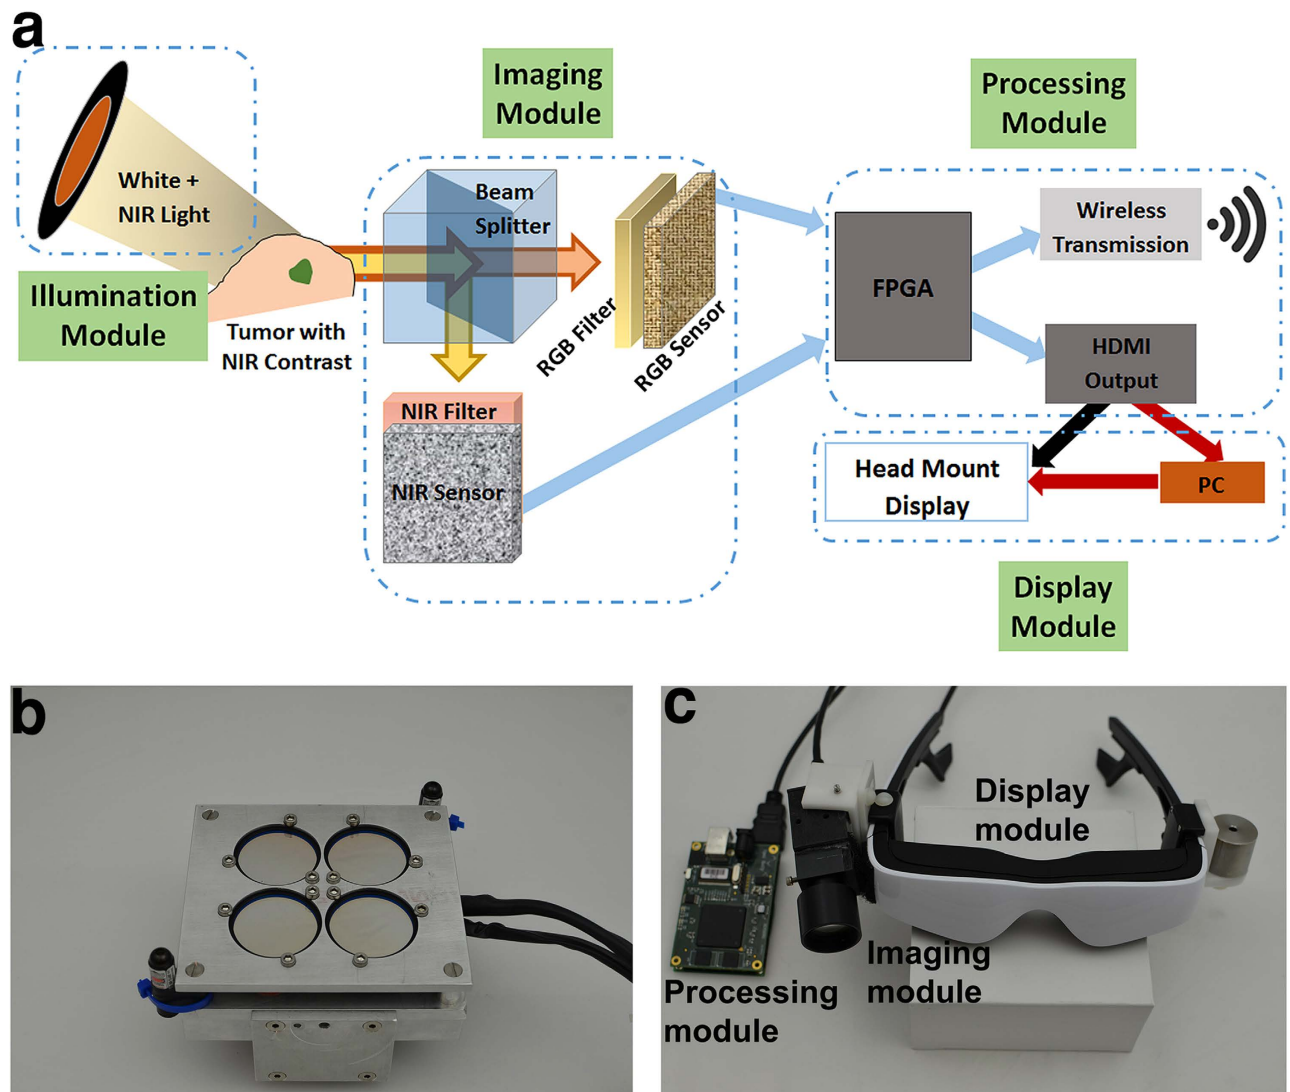 a
Imaging
Module
Processing
Module
White +
NIR Light
Beam
Splitter
Wireless
Transmission
Illumination
Module
FPGA
Tumor with
NIR Contrast
RGB Filter
RGB Sensor
HDMI
Output
NIR Filter
NIR Sensor
Head Mount
Display
PC
Display
Module
b
c
Display
module
Imaging
module
Processing
module